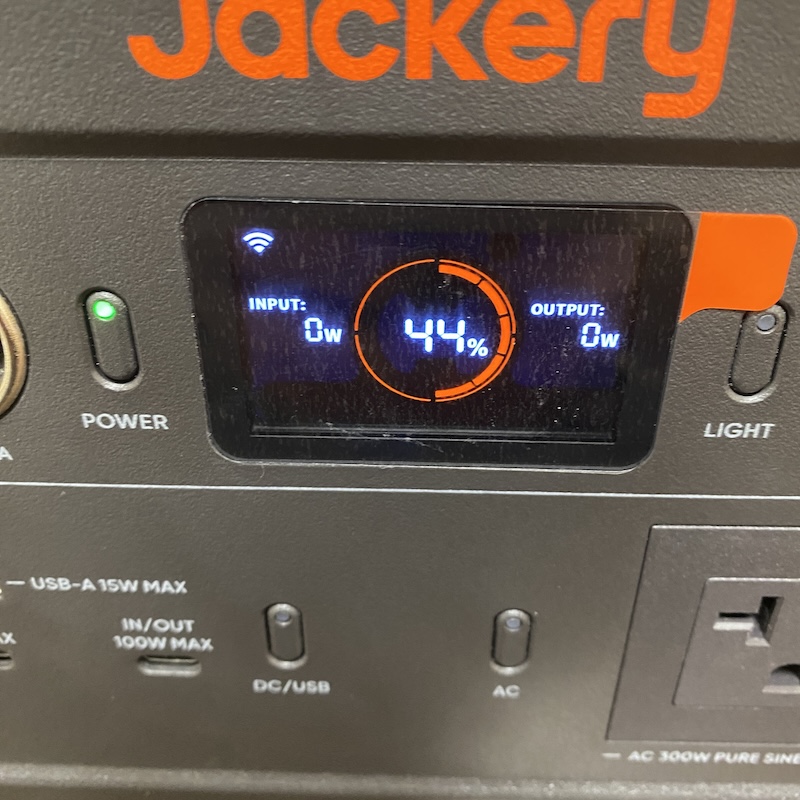 Jackery
INPUT:
0W
44%
OUTPUT:
0W
POWER
LIGHT
A
USB-A 15W MAX
IN/OUT
100W MAX
DC/USB
AC
AC 300W PURE SINE